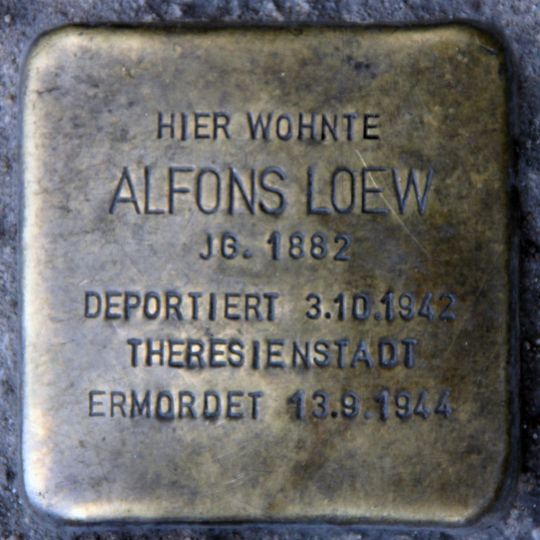 HIER WOHNTE
ALFONS LOEW
JG. 1882
DEPORTIERT 3.10.1942
THERESIENSTADT
ERMORDET 13.9.1944